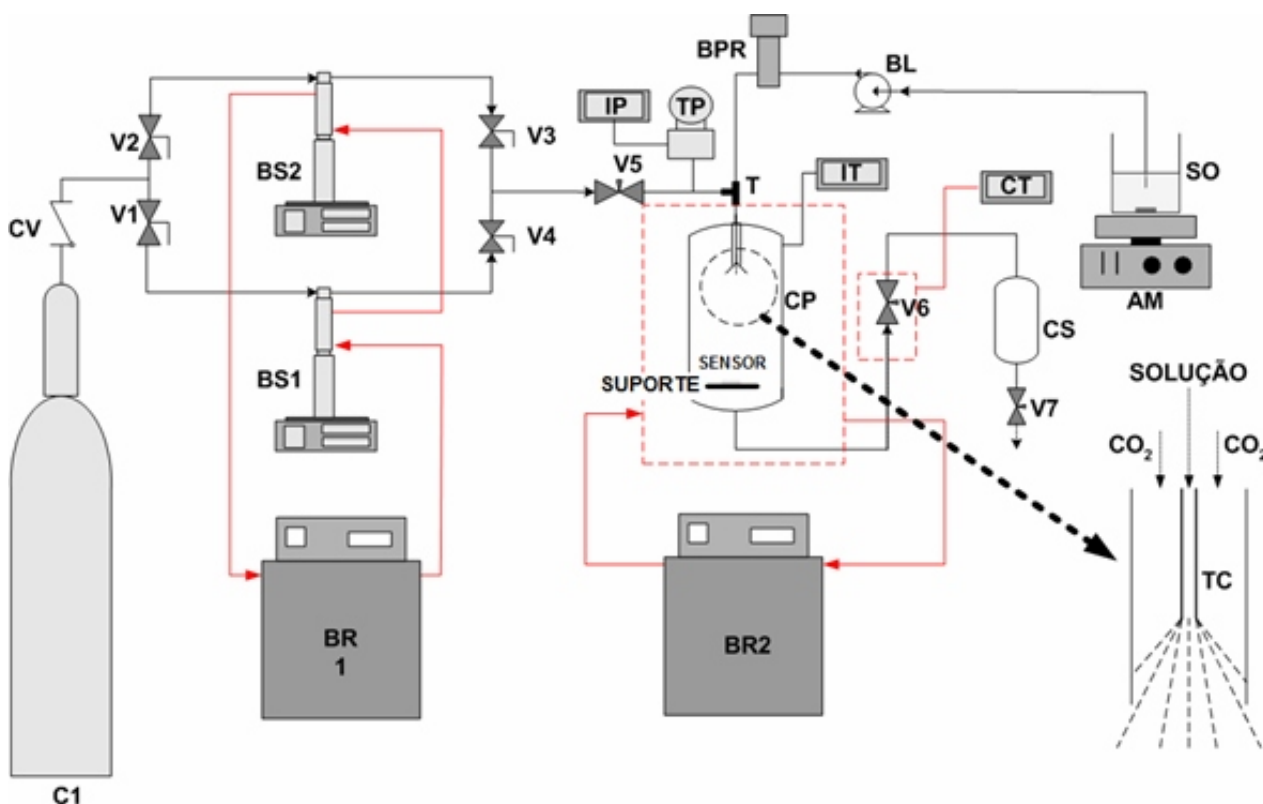 BPR
BL
IP
TP
V2
V3
BS2
V5
T
IT
CT
SO
CV
V1
V4
CP
V6
CS
AM
BS1
SENSOR
SUPORTE
V7
SOLUÇÃO
CO₂
CO₂
TC
BR
1
BR2
C1